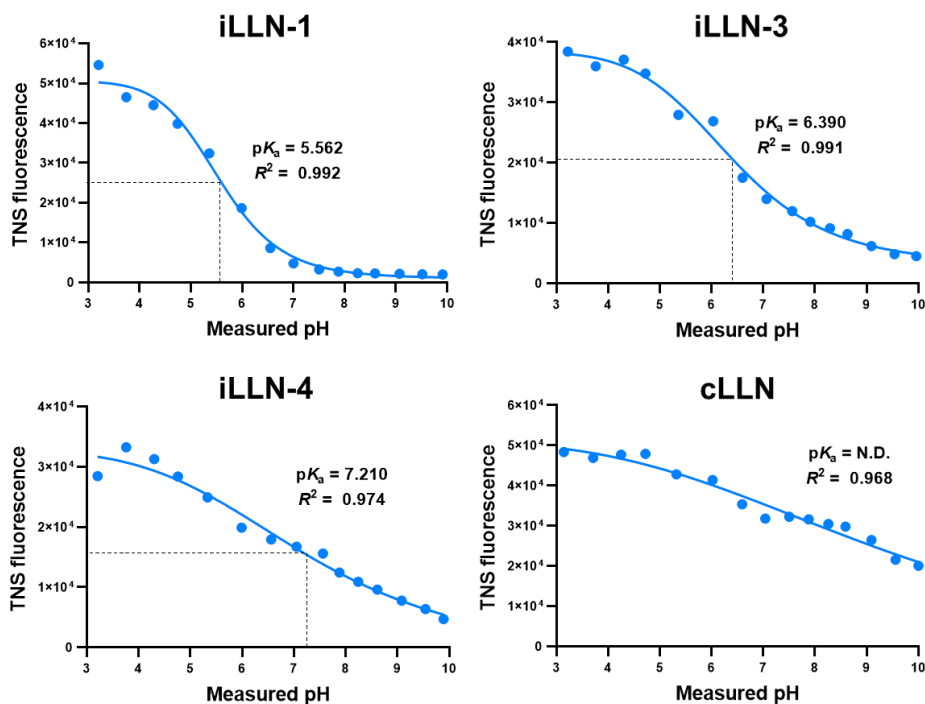 iLLN-1
6×10⁴
5×10⁴
4×10⁴
3×10⁴
2×10⁴
1×10⁴
0
TNS fluorescence
pKₐ = 5.562
R² = 0.992
3 4 5 6 7 8 9 10
Measured pH
iLLN-3
4×10⁴
3×10⁴
2×10⁴
1×10⁴
0
TNS fluorescence
pKₐ = 6.390
R² = 0.991
3 4 5 6 7 8 9 10
Measured pH
iLLN-4
4×10⁴
3×10⁴
2×10⁴
1×10⁴
0
TNS fluorescence
pKₐ = 7.210
R² = 0.974
3 4 5 6 7 8 9 10
Measured pH
cLLN
6×10⁴
5×10⁴
4×10⁴
3×10⁴
2×10⁴
1×10⁴
0
TNS fluorescence
pKₐ = N.D.
R² = 0.968
3 4 5 6 7 8 9 10
Measured pH